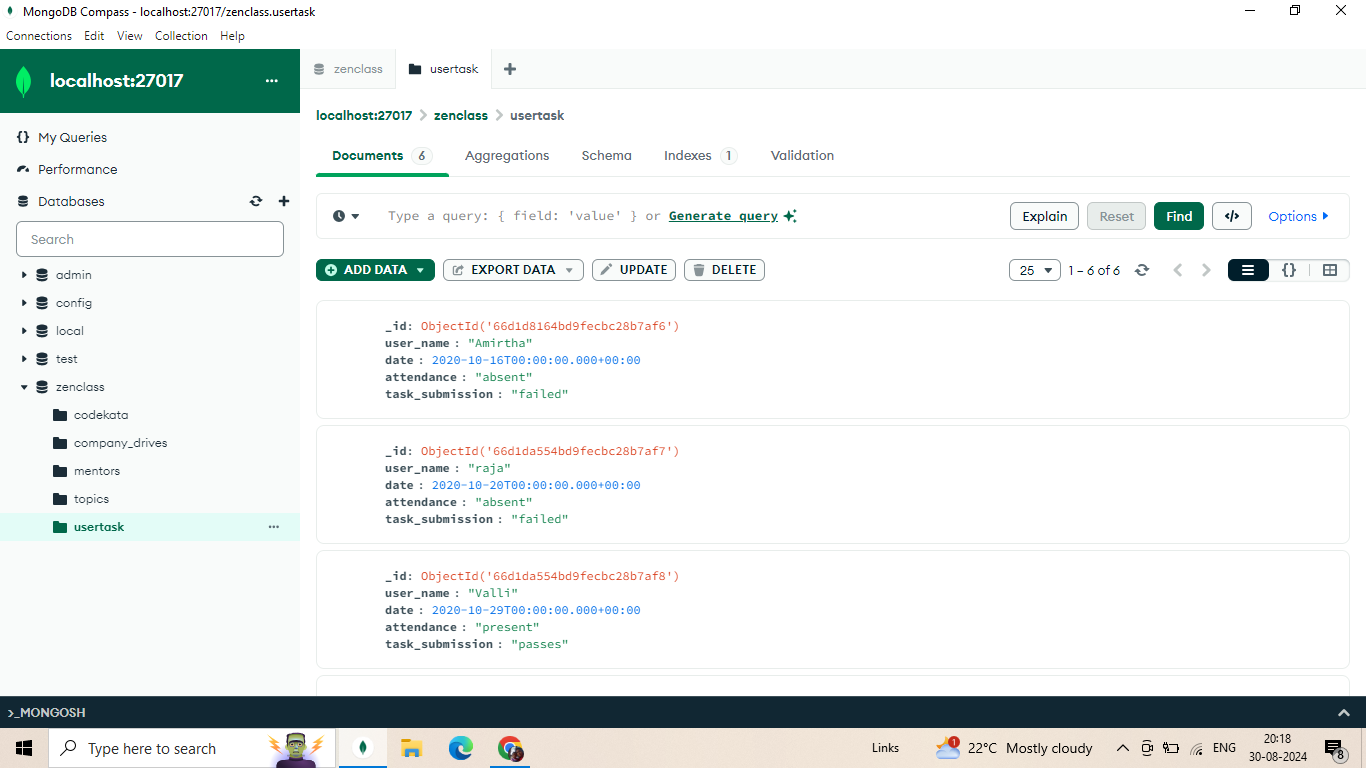 MongoDB Compass - localhost:27017/zenclass.usertask
Connections Edit View Collection Help
localhost:27017 ...
zenclass usertask +
localhost:27017 > zenclass > usertask
{} My Queries
Performance
Databases +
Search
admin
config
local
test
zenclass
codekata
company_drives
mentors
topics
usertask ...
Documents 6 Aggregations Schema Indexes 1 Validation
Type a query: { field: 'value' } or Generate query Explain Reset Find </> Options
ADD DATA EXPORT DATA UPDATE DELETE 25 1 – 6 of 6 {}
_id: ObjectId('66d1d8164bd9fecbc28b7af6')
user_name : "Amirtha"
date : 2020-10-16T00:00:00.000+00:00
attendance : "absent"
task_submission : "failed"
_id: ObjectId('66d1da554bd9fecbc28b7af7')
user_name : "raja"
date : 2020-10-20T00:00:00.000+00:00
attendance : "absent"
task_submission : "failed"
_id: ObjectId('66d1da554bd9fecbc28b7af8')
user_name : "Valli"
date : 2020-10-29T00:00:00.000+00:00
attendance : "present"
task_submission : "passes"
>_MONGOSH
Type here to search Links 1 22°C Mostly cloudy ENG 20:18
30-08-2024 8